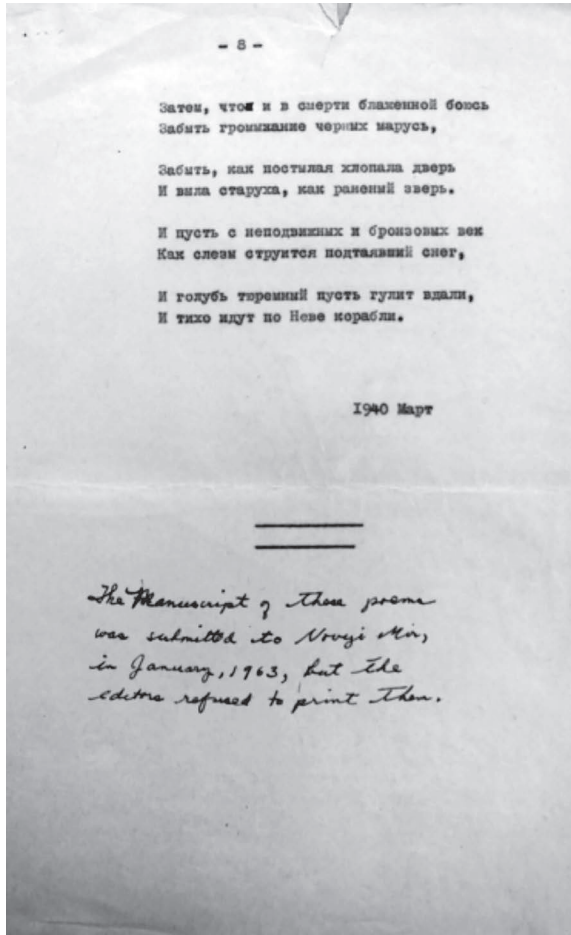 - 8 -
Затем, что и в смерти блаженной боюсь
Забыть громыхание черных марусь,
Забыть, как постылая хлопала дверь
И выла старуха, как раненый зверь.
И пусть с неподвижных и бронзовых век
Как слезы струится подтаявший снег,
И голубь тюремный пусть гулит вдали,
И тихо идут по Неве корабли.
1940 Март
The Manuscript of these poems
was submitted to Novyi Mir,
in January, 1963, but the
editors refused to print them.